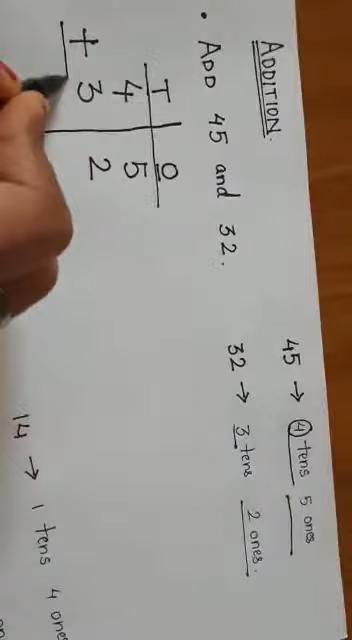 ADDITION.
• ADD 45 and 32.
T O
4 5
+ 3 2
45 → 4 tens 5 ones
32 → 3 tens 2 ones.
14 → 1 tens 4 ones